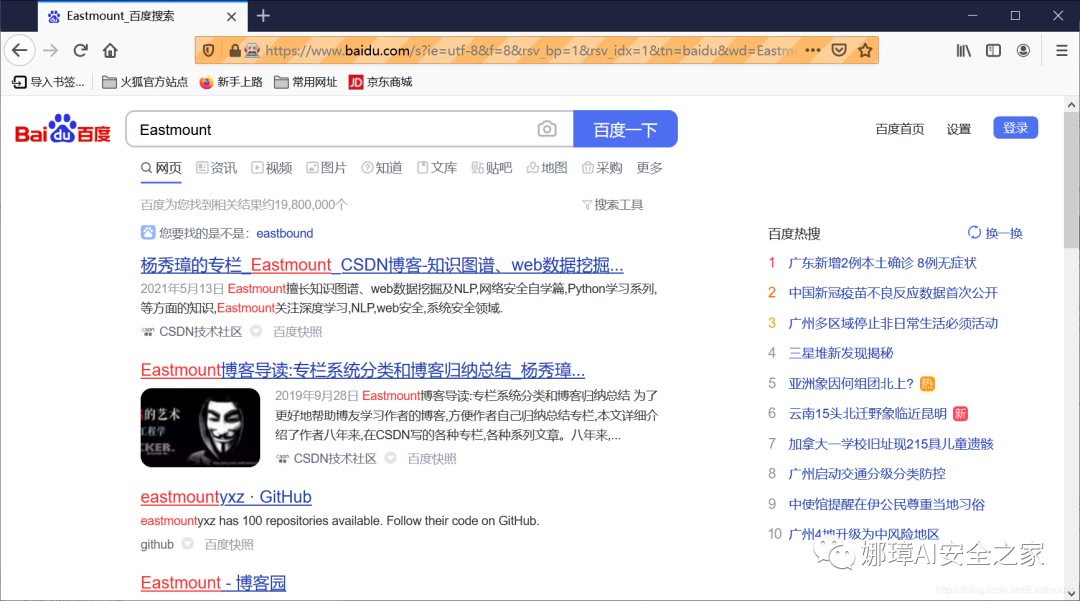 Eastmount_百度搜索
https://www.baidu.com/s?ie=utf-8&f=8&rsv_bp=1&rsv_idx=1&tn=baidu&wd=Eastm
导入书签...
火狐官方站点
新手上路
常用网址
JD 京东商城
Bai du 百度
Eastmount
百度一下
百度首页
设置
登录
网页
资讯
视频
图片
知道
文库
贴吧
地图
采购
更多
百度为您找到相关结果约19,800,000个
搜索工具
您要找的是不是: eastbound
杨秀璋的专栏_Eastmount_CSDN博客-知识图谱、web数据挖掘...
2021年5月13日 Eastmount擅长知识图谱、web数据挖掘及NLP,网络安全自学篇,Python学习系列,
等方面的知识,Eastmount关注深度学习,NLP,web安全,系统安全领域.
CSDN技术社区 百度快照
Eastmount博客导读:专栏系统分类和博客归纳总结_杨秀璋...
的艺术
工程学
CKER.
2019年9月28日 Eastmount博客导读:专栏系统分类和博客归纳总结 为了
更好地帮助博友学习作者的博客,方便作者自己归纳总结专栏,本文详细介
绍了作者八年来,在CSDN写的各种专栏,各种系列文章。八年来,...
CSDN技术社区 百度快照
eastmountyxz · GitHub
eastmountyxz has 100 repositories available. Follow their code on GitHub.
github 百度快照
Eastmount - 博客园
百度热搜
换一换
1 广东新增2例本土确诊 8例无症状
2 中国新冠疫苗不良反应数据首次公开
3 广州多区域停止非日常生活必须活动
4 三星堆新发现揭秘
5 亚洲象因何组团北上? 热
6 云南15头北迁野象临近昆明 新
7 加拿大一学校旧址现215具儿童遗骸
8 广州启动交通分级分类防控
9 中使馆提醒在伊公民尊重当地习俗
10 广州4地升级为中风险地区
娜璋AI安全之家
https://blog.csdn.net/Eastmount